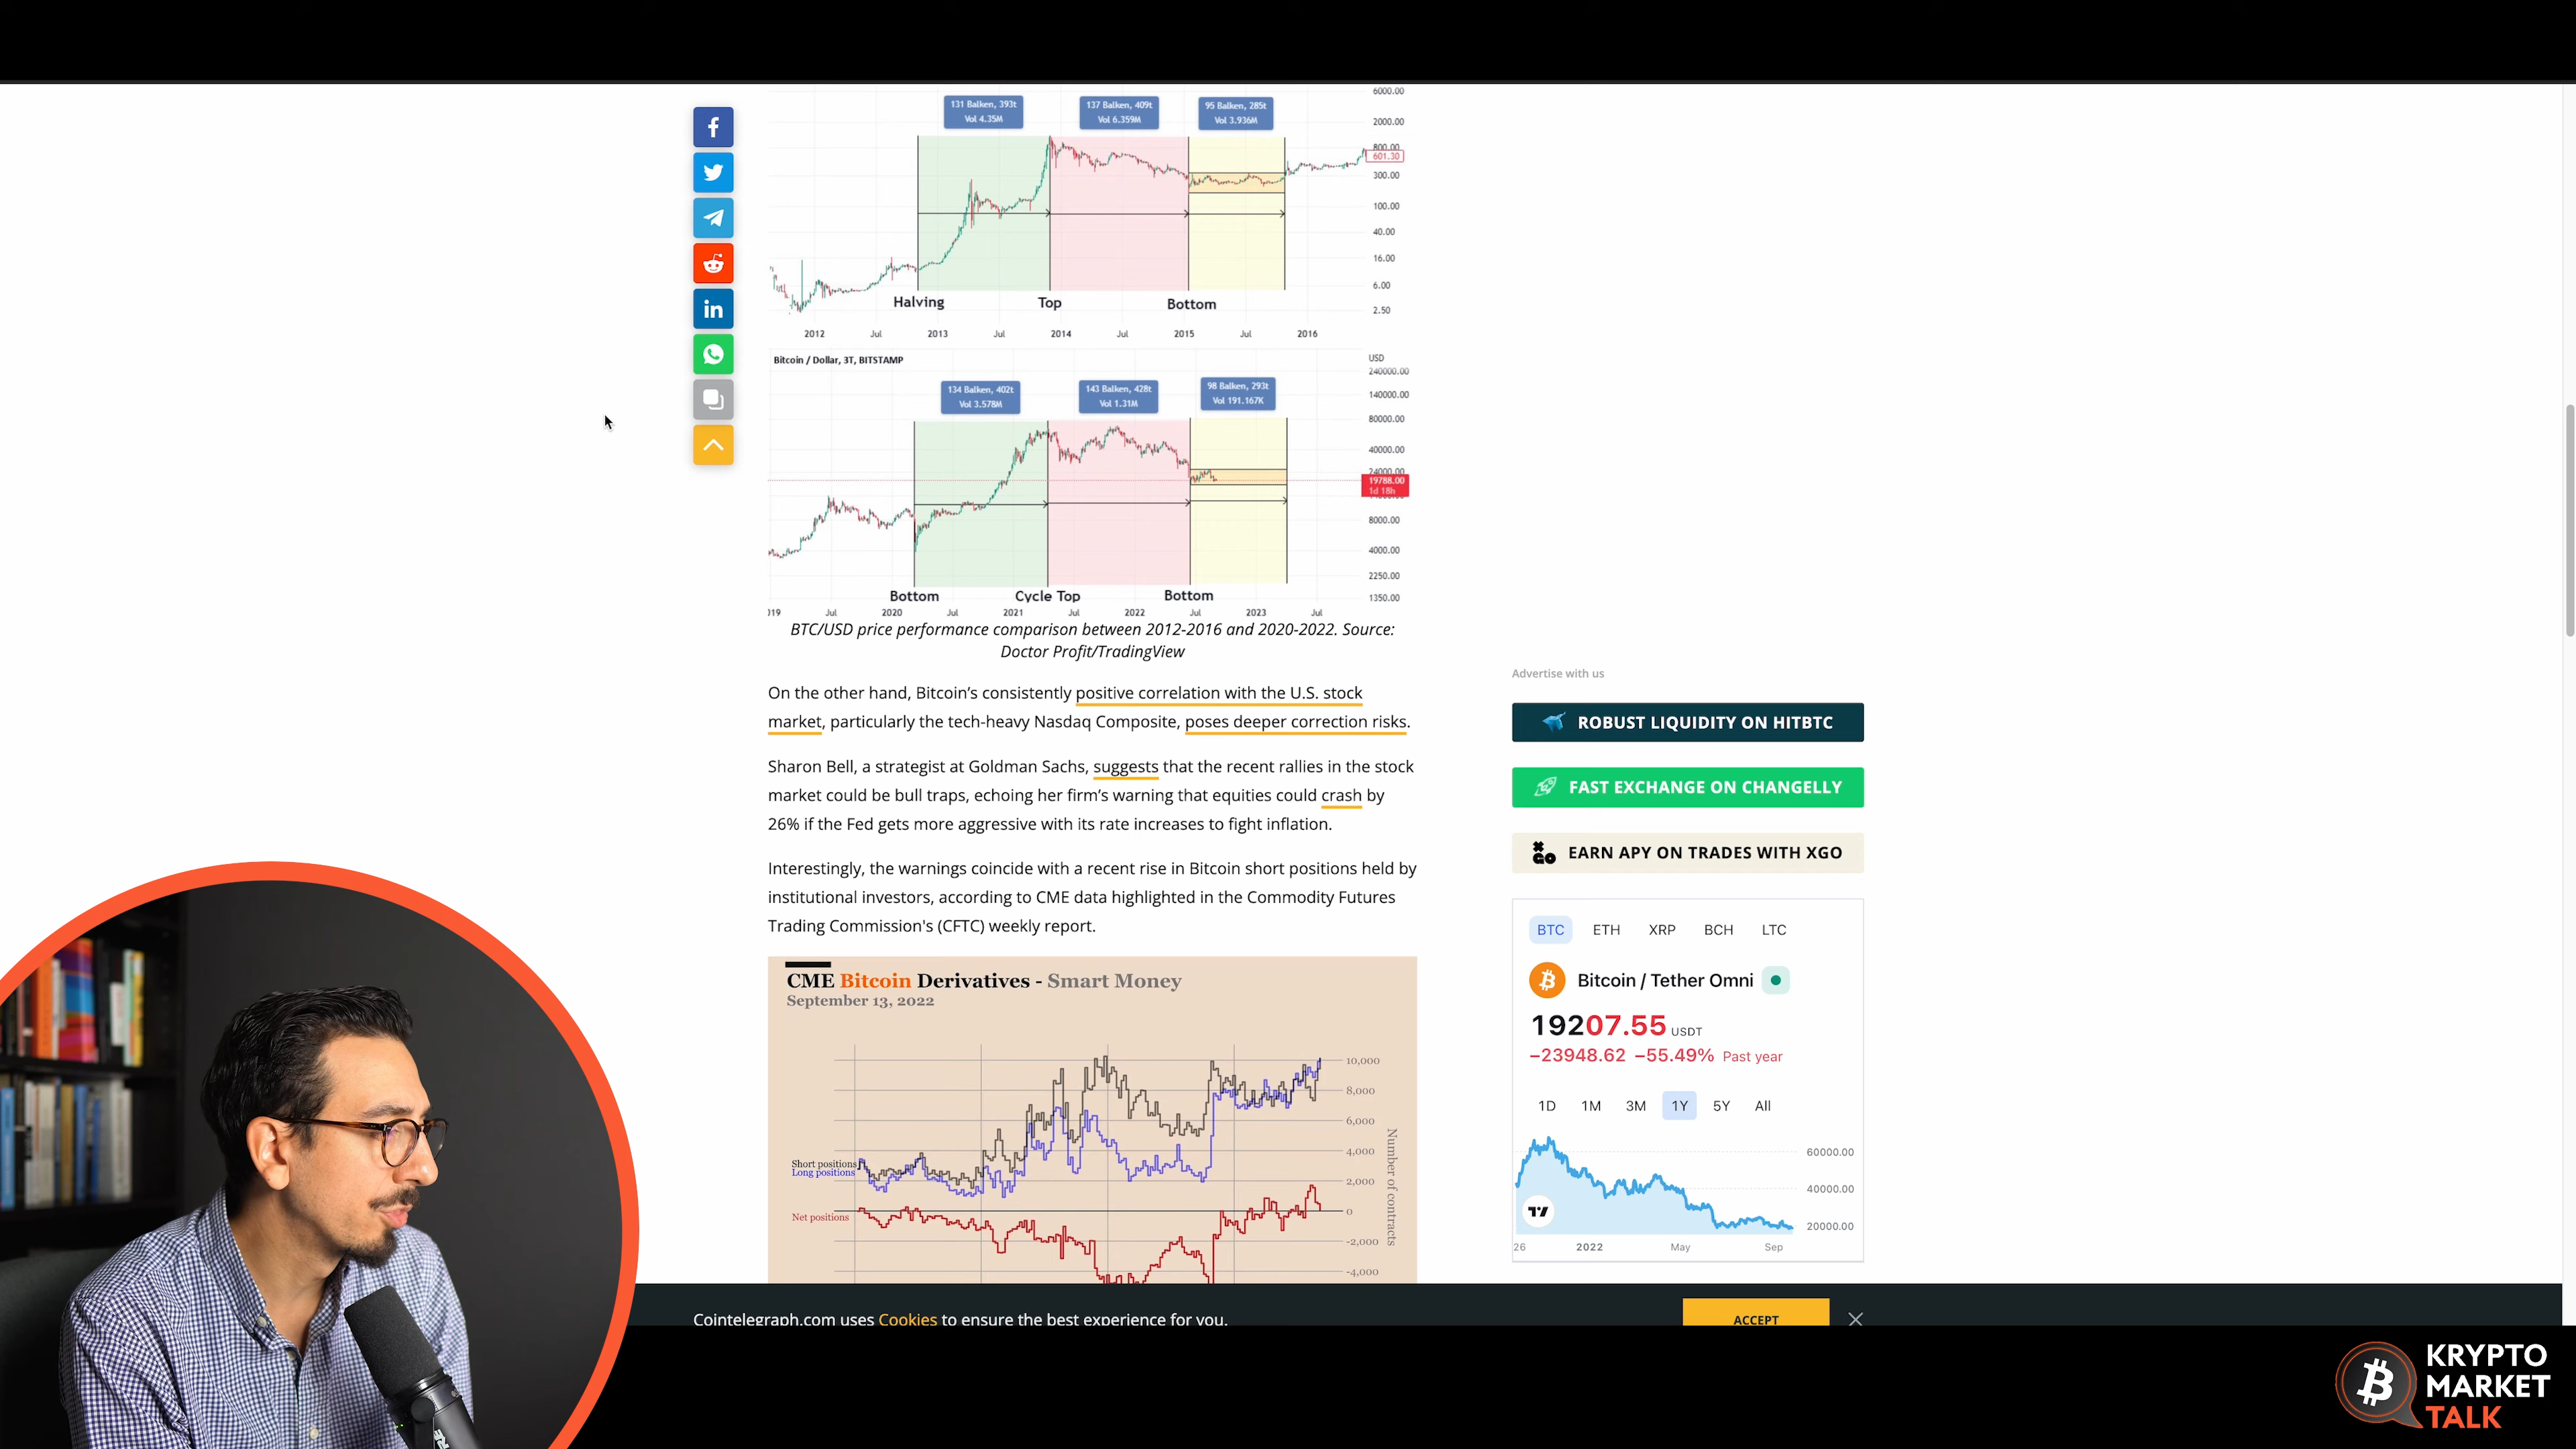 131 Balken, 393t
Vol 4.35M
137 Balken, 409t
Vol 6.359M
95 Balken, 285t
Vol 3.936M
6000.00
2000.00
800.00
601.30
300.00
100.00
40.00
16.00
6.00
2.50
Halving
Top
Bottom
2012
Jul
2013
Jul
2014
Jul
2015
Jul
2016
Bitcoin / Dollar, 3T, BITSTAMP
USD
134 Balken, 402t
Vol 3.578M
143 Balken, 428t
Vol 1.31M
98 Balken, 293t
Vol 191.167K
240000.00
140000.00
80000.00
40000.00
24000.00
19788.00
1d 18h
8000.00
4000.00
2250.00
1350.00
Bottom
Cycle Top
Bottom
Jul
2020
Jul
2021
Jul
2022
Jul
2023
Jul
BTC/USD price performance comparison between 2012-2016 and 2020-2022. Source:
Doctor Profit/TradingView
On the other hand, Bitcoin’s consistently positive correlation with the U.S. stock
market, particularly the tech-heavy Nasdaq Composite, poses deeper correction risks.
Sharon Bell, a strategist at Goldman Sachs, suggests that the recent rallies in the stock
market could be bull traps, echoing her firm’s warning that equities could crash by
26% if the Fed gets more aggressive with its rate increases to fight inflation.
Interestingly, the warnings coincide with a recent rise in Bitcoin short positions held by
institutional investors, according to CME data highlighted in the Commodity Futures
Trading Commission's (CFTC) weekly report.
CME Bitcoin Derivatives - Smart Money
September 13, 2022
10,000
8,000
6,000
4,000
2,000
0
-2,000
-4,000
Number of contracts
Short positions
Long positions
Net positions
Advertise with us
ROBUST LIQUIDITY ON HITBTC
FAST EXCHANGE ON CHANGELLY
XGO
EARN APY ON TRADES WITH XGO
BTC ETH XRP BCH LTC
Bitcoin / Tether Omni
19207.55 USDT
−23948.62 −55.49% Past year
1D 1M 3M 1Y 5Y All
60000.00
40000.00
20000.00
26 2022 May Sep
Cointelegraph.com uses Cookies to ensure the best experience for you.
ACCEPT
KRYPTO
MARKET
TALK